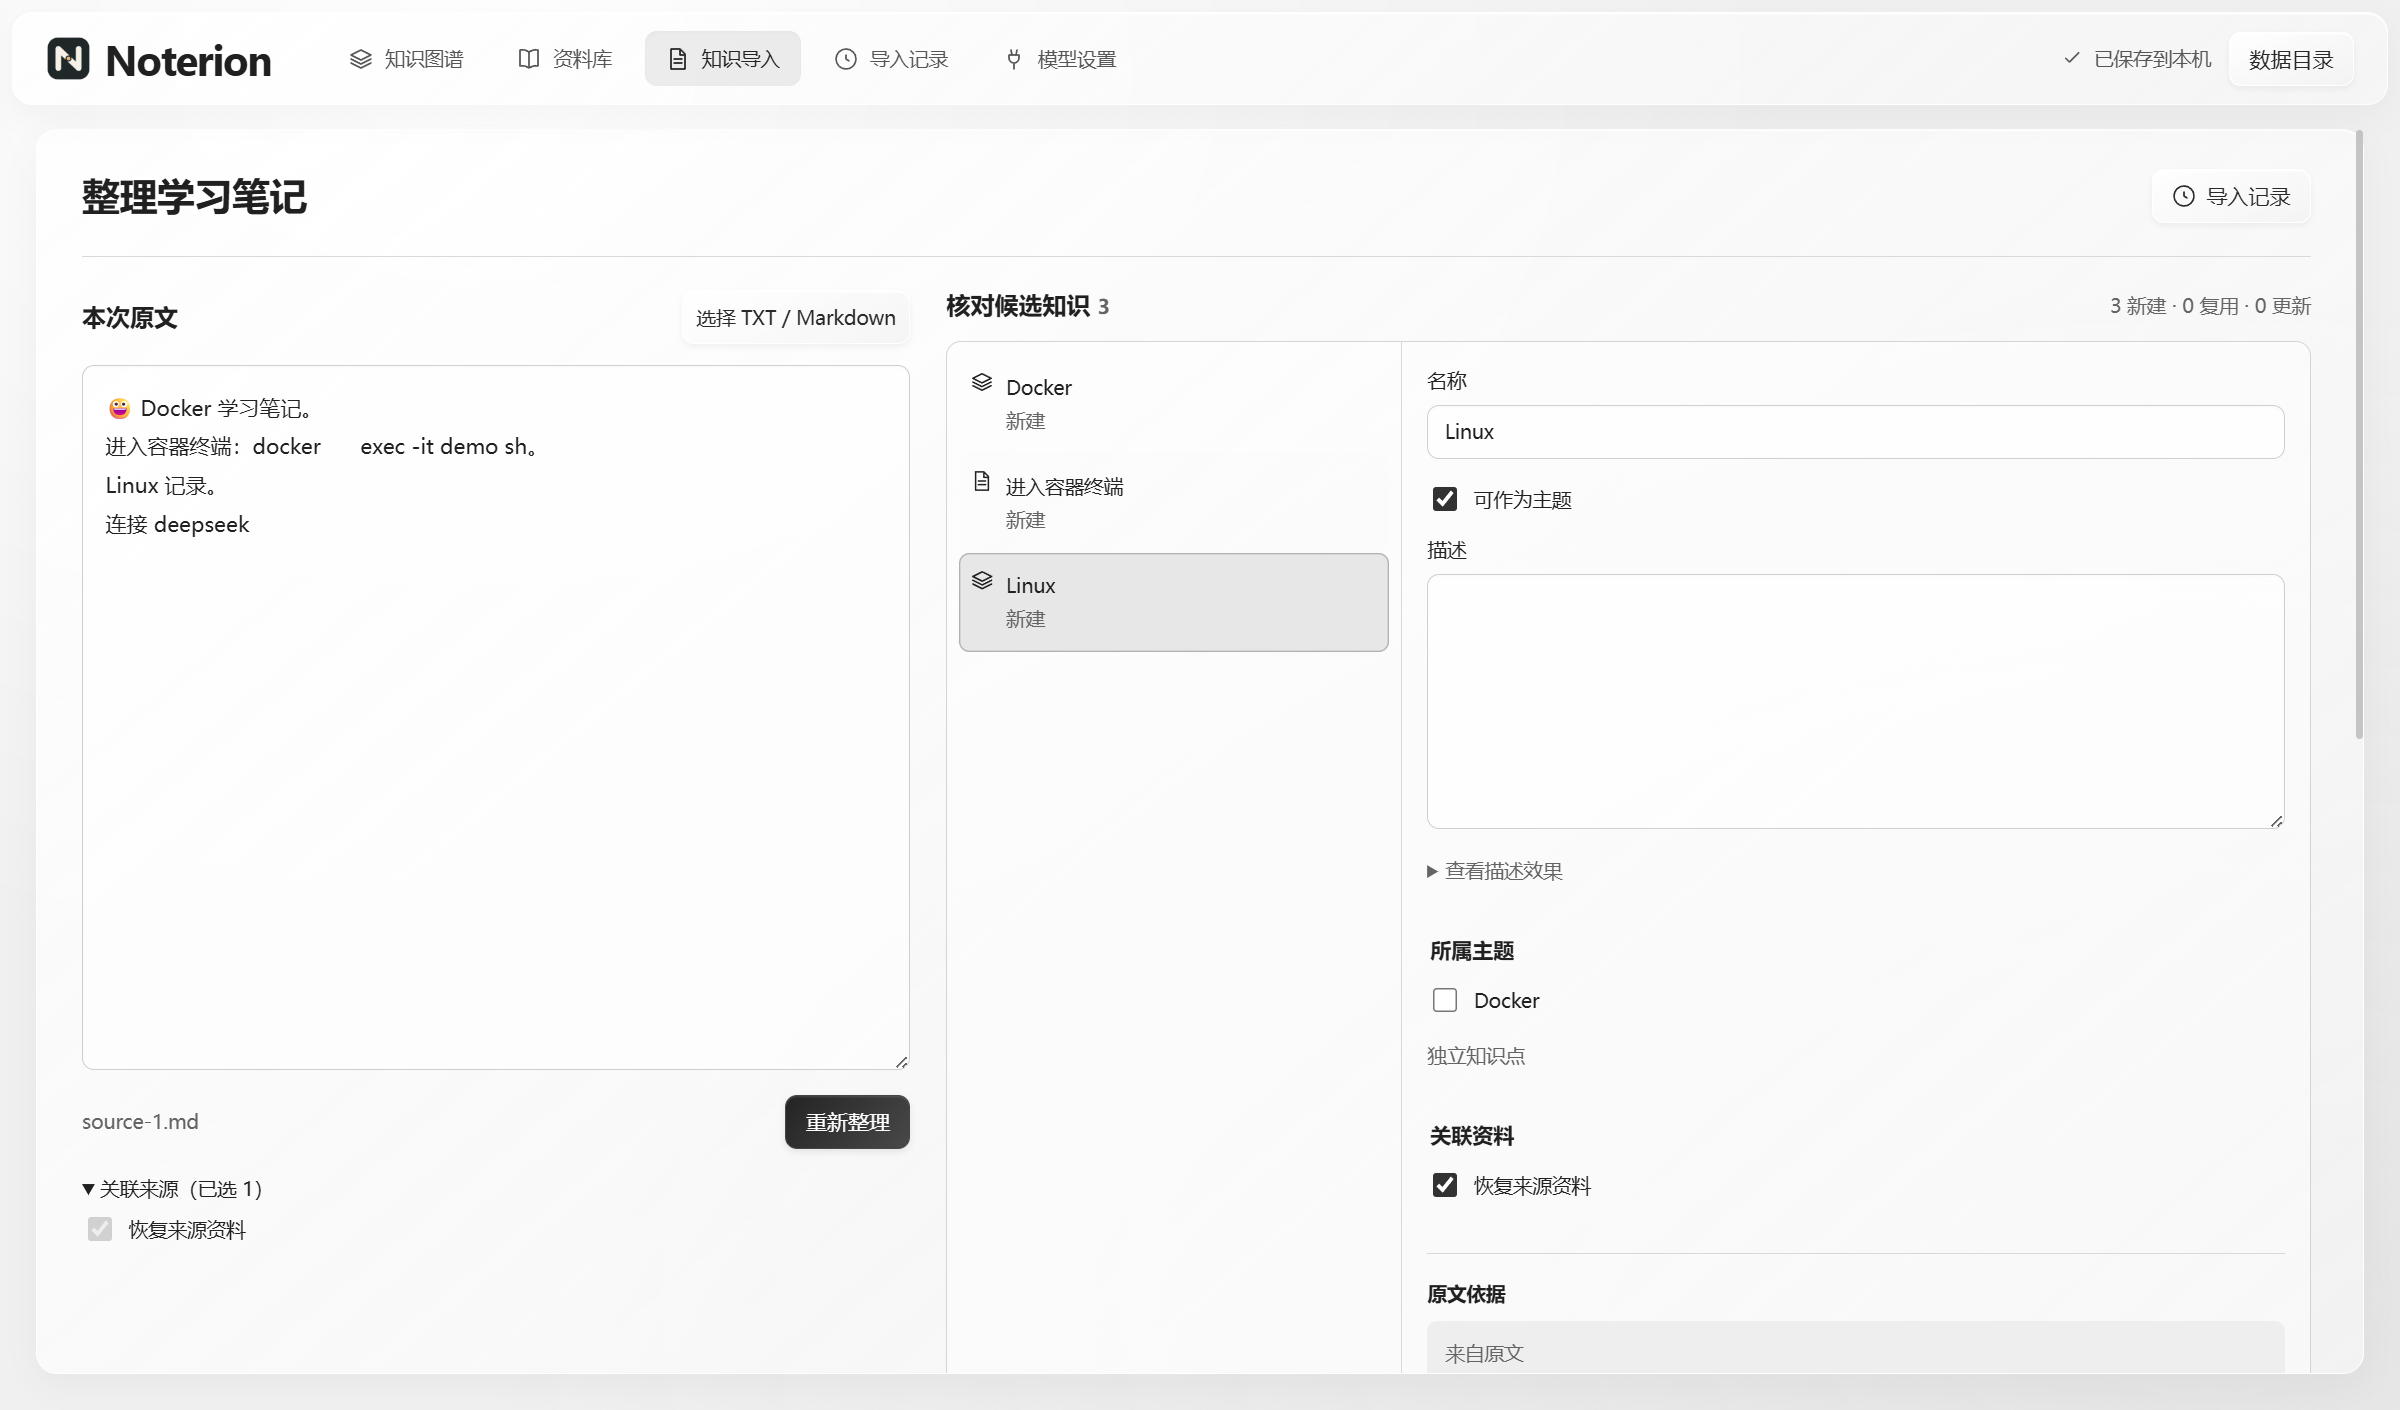 Noterion
知识图谱
资料库
知识导入
导入记录
模型设置
已保存到本机
数据目录
整理学习笔记
导入记录
本次原文
选择 TXT / Markdown
😀 Docker 学习笔记。
进入容器终端：docker exec -it demo sh。
Linux 记录。
连接 deepseek
source-1.md
重新整理
关联来源（已选 1）
恢复来源资料
核对候选知识 3
3 新建 · 0 复用 · 0 更新
Docker
新建
进入容器终端
新建
Linux
新建
名称
Linux
可作为主题
描述
查看描述效果
所属主题
Docker
独立知识点
关联资料
恢复来源资料
原文依据
来自原文